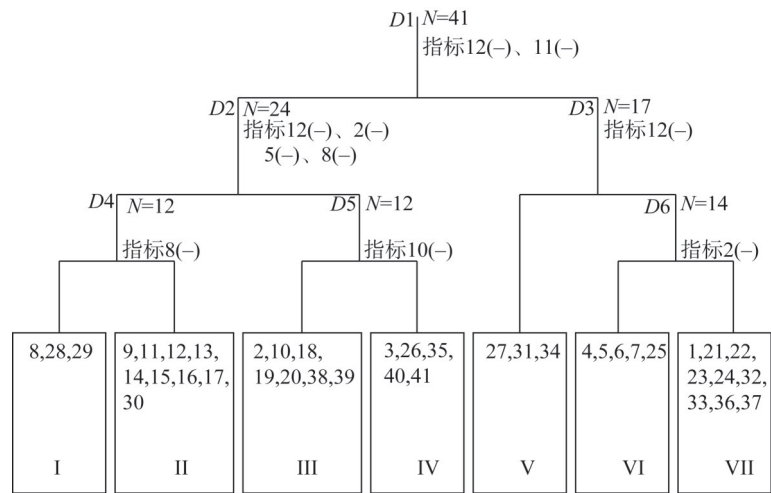 D1 N=41
指标12(–)、11(–)
D2 N=24
指标12(–)、2(–)
5(–)、8(–)
D3 N=17
指标12(–)
D4 N=12
指标8(–)
D5 N=12
指标10(–)
D6 N=14
指标2(–)
8,28,29
I
9,11,12,13,
14,15,16,17,
30
II
2,10,18,
19,20,38,39
III
3,26,35,
40,41
IV
27,31,34
V
4,5,6,7,25
VI
1,21,22,
23,24,32,
33,36,37
VII